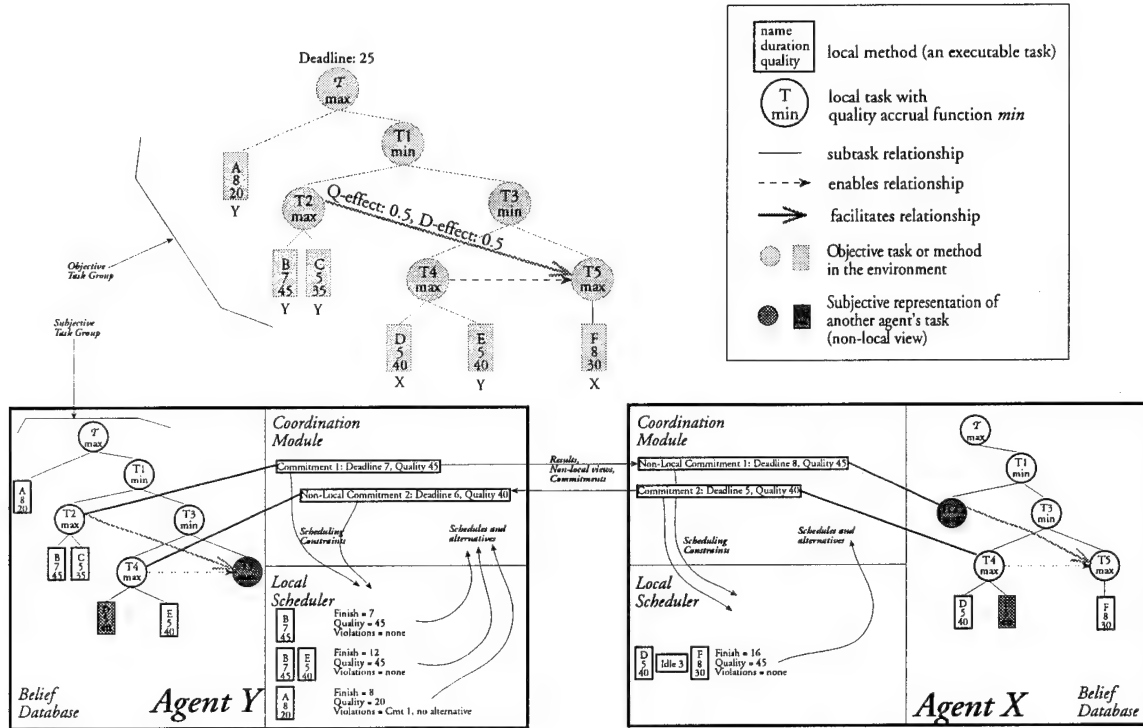 Deadline: 25
T
max
T1
min
A
8
20
Y
T2
max
Q-effect: 0.5, D-effect: 0.5
T3
min
B
7
45
Y
C
5
35
Y
T4
max
T5
max
D
5
40
X
E
5
40
Y
F
8
30
X
Objective
Task Group
Subjective
Task Group
name
duration
quality
local method (an executable task)
T
min
local task with
quality accrual function min
subtask relationship
enables relationship
facilitates relationship
Objective task or method
in the environment
Subjective representation of
another agent's task
(non-local view)
T
max
T1
min
A
8
20
T2
max
T3
min
B
7
45
C
5
35
T4
max
E
5
40
Belief
Database
Agent Y
Coordination
Module
Commitment 1: Deadline 7, Quality 45
Non-Local Commitment 2: Deadline 6, Quality 40
Scheduling
Constraints
Schedules and
alternatives
Local
Scheduler
B
7
45
Finish = 7
Quality = 45
Violations = none
B
7
45
E
5
40
Finish = 12
Quality = 45
Violations = none
A
8
20
Finish = 8
Quality = 20
Violations = Cmt 1, no alternative
Results,
Non-local views,
Commitments
Coordination
Module
Non-Local Commitment 1: Deadline 8, Quality 45
Commitment 2: Deadline 5, Quality 40
Scheduling
Constraints
Schedules and
alternatives
Local
Scheduler
D
5
40
Idle 3
F
8
30
Finish = 16
Quality = 45
Violations = none
T
max
T1
min
T3
min
T4
max
T5
max
D
5
40
F
8
30
Agent X
Belief
Database